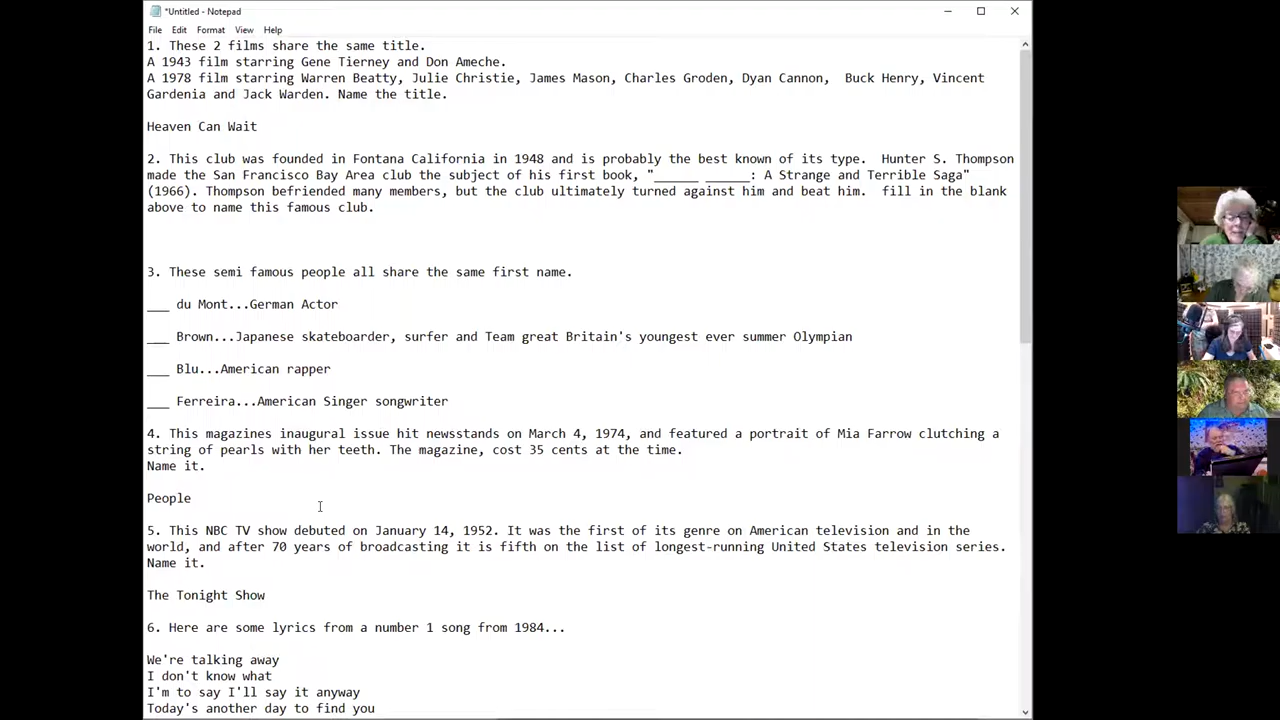 *Untitled - Notepad
File Edit Format View Help
1. These 2 films share the same title.
A 1943 film starring Gene Tierney and Don Ameche.
A 1978 film starring Warren Beatty, Julie Christie, James Mason, Charles Groden, Dyan Cannon,  Buck Henry, Vincent
Gardenia and Jack Warden. Name the title.
Heaven Can Wait
2. This club was founded in Fontana California in 1948 and is probably the best known of its type.  Hunter S. Thompson
made the San Francisco Bay Area club the subject of his first book, "______ ______: A Strange and Terrible Saga"
(1966). Thompson befriended many members, but the club ultimately turned against him and beat him.  fill in the blank
above to name this famous club.
3. These semi famous people all share the same first name.
___ du Mont...German Actor
___ Brown...Japanese skateboarder, surfer and Team great Britain's youngest ever summer Olympian
___ Blu...American rapper
___ Ferreira...American Singer songwriter
4. This magazines inaugural issue hit newsstands on March 4, 1974, and featured a portrait of Mia Farrow clutching a
string of pearls with her teeth. The magazine, cost 35 cents at the time.
Name it.
People
5. This NBC TV show debuted on January 14, 1952. It was the first of its genre on American television and in the
world, and after 70 years of broadcasting it is fifth on the list of longest-running United States television series.
Name it.
The Tonight Show
6. Here are some lyrics from a number 1 song from 1984...
We're talking away
I don't know what
I'm to say I'll say it anyway
Today's another day to find you